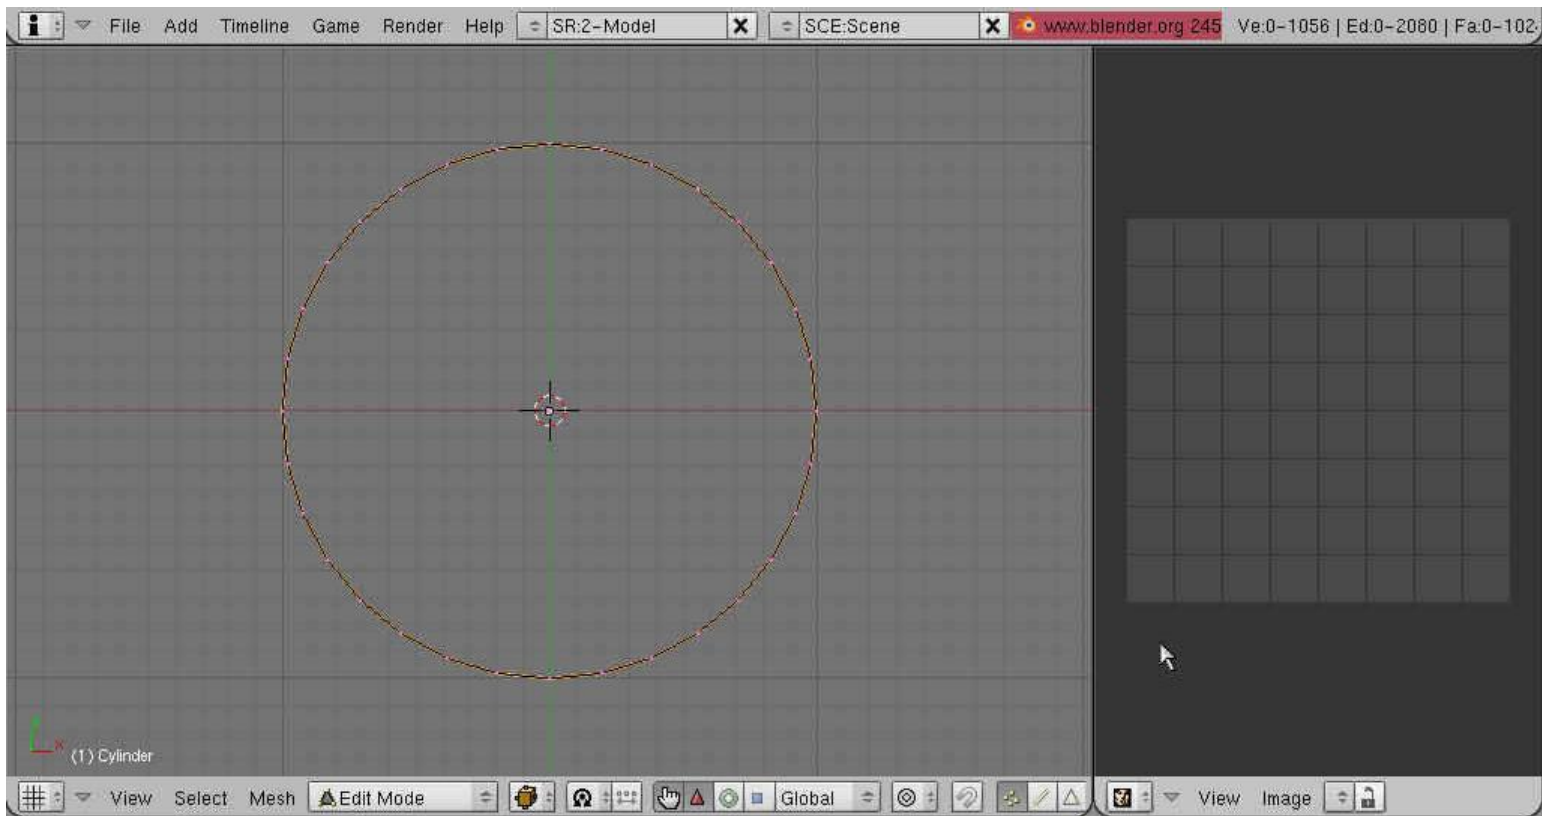 File Add Timeline Game Render Help SR:2-Model SCE:Scene www.blender.org 245 Ve:0-1056 | Ed:0-2080 | Fa:0-102
X
(1) Cylinder
View Select Mesh Edit Mode Global View Image